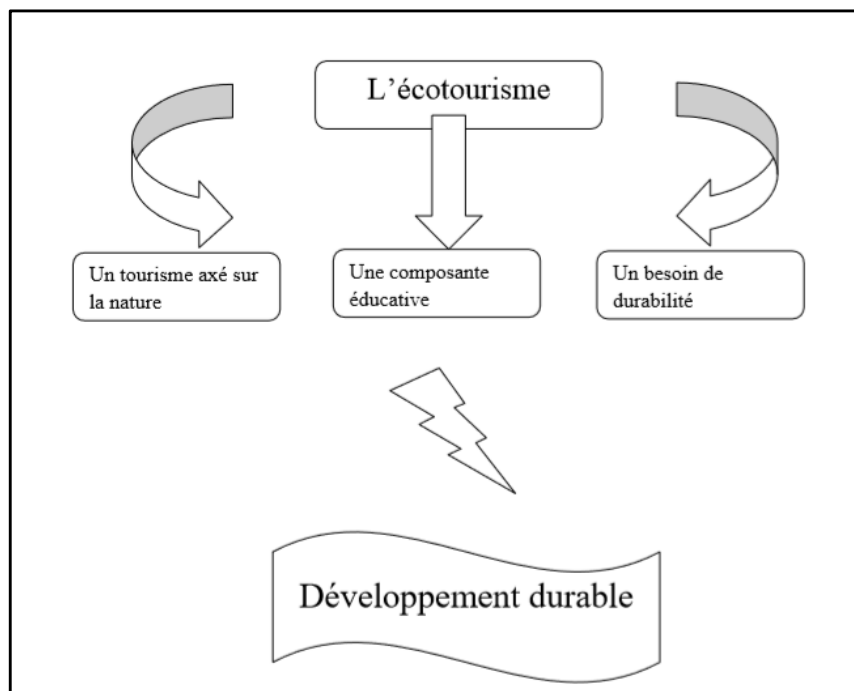 L’écotourisme
Un tourisme axé sur
la nature
Une composante
éducative
Un besoin de
durabilité
Développement durable